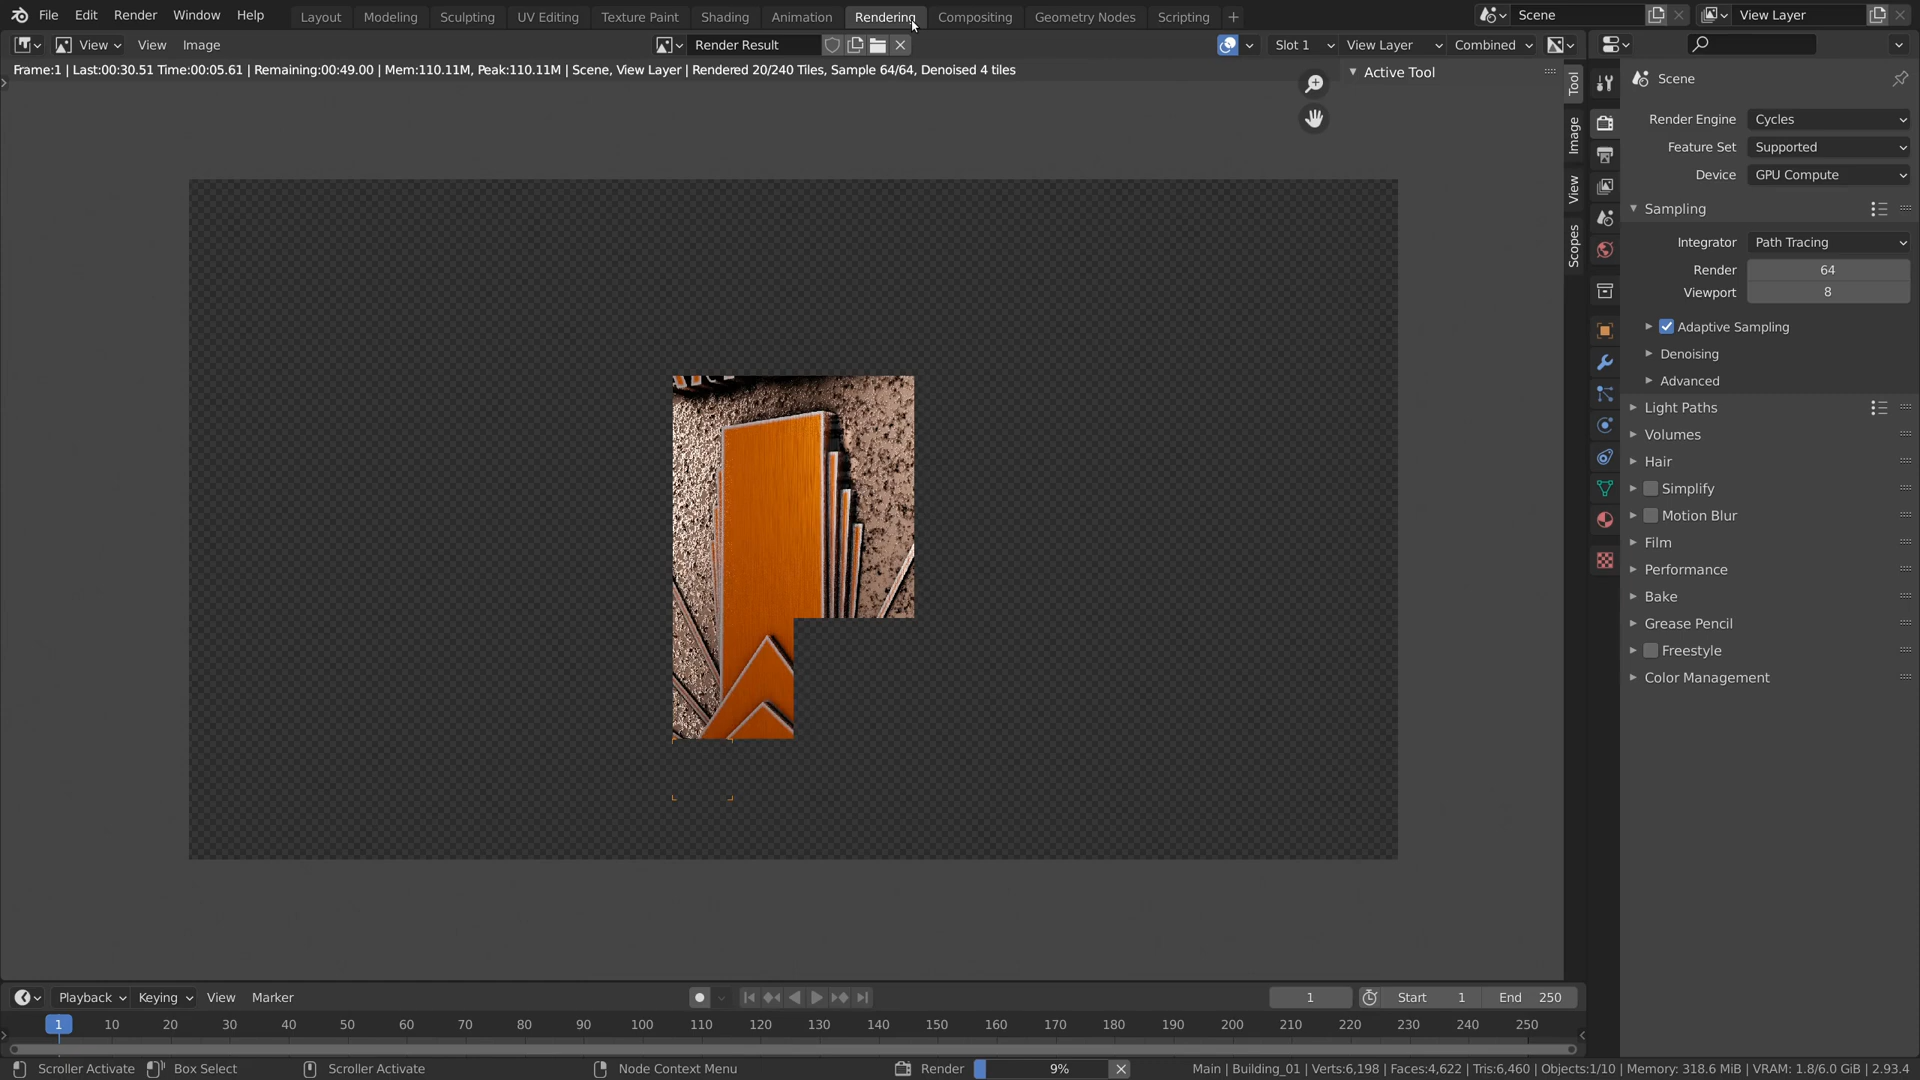 File Edit Render Window Help Layout Modeling Sculpting UV Editing Texture Paint Shading Animation Rendering Compositing Geometry Nodes Scripting + Scene View Layer
View View Image Render Result Slot 1 View Layer Combined
Frame:1 | Last:00:30.51 Time:00:05.61 | Remaining:00:49.00 | Mem:110.11M, Peak:110.11M | Scene, View Layer | Rendered 20/240 Tiles, Sample 64/64, Denoised 4 tiles
Active Tool
Tool
Image
View
Scopes
Scene
Render Engine Cycles
Feature Set Supported
Device GPU Compute
Sampling
Integrator Path Tracing
Render 64
Viewport 8
Adaptive Sampling
Denoising
Advanced
Light Paths
Volumes
Hair
Simplify
Motion Blur
Film
Performance
Bake
Grease Pencil
Freestyle
Color Management
Playback Keying View Marker 1 Start 1 End 250
1 10 20 30 40 50 60 70 80 90 100 110 120 130 140 150 160 170 180 190 200 210 220 230 240 250
Scroller Activate Box Select Scroller Activate Node Context Menu Render 9% Main | Building_01 | Verts:6,198 | Faces:4,622 | Tris:6,460 | Objects:1/10 | Memory: 318.6 MiB | VRAM: 1.8/6.0 GiB | 2.93.4